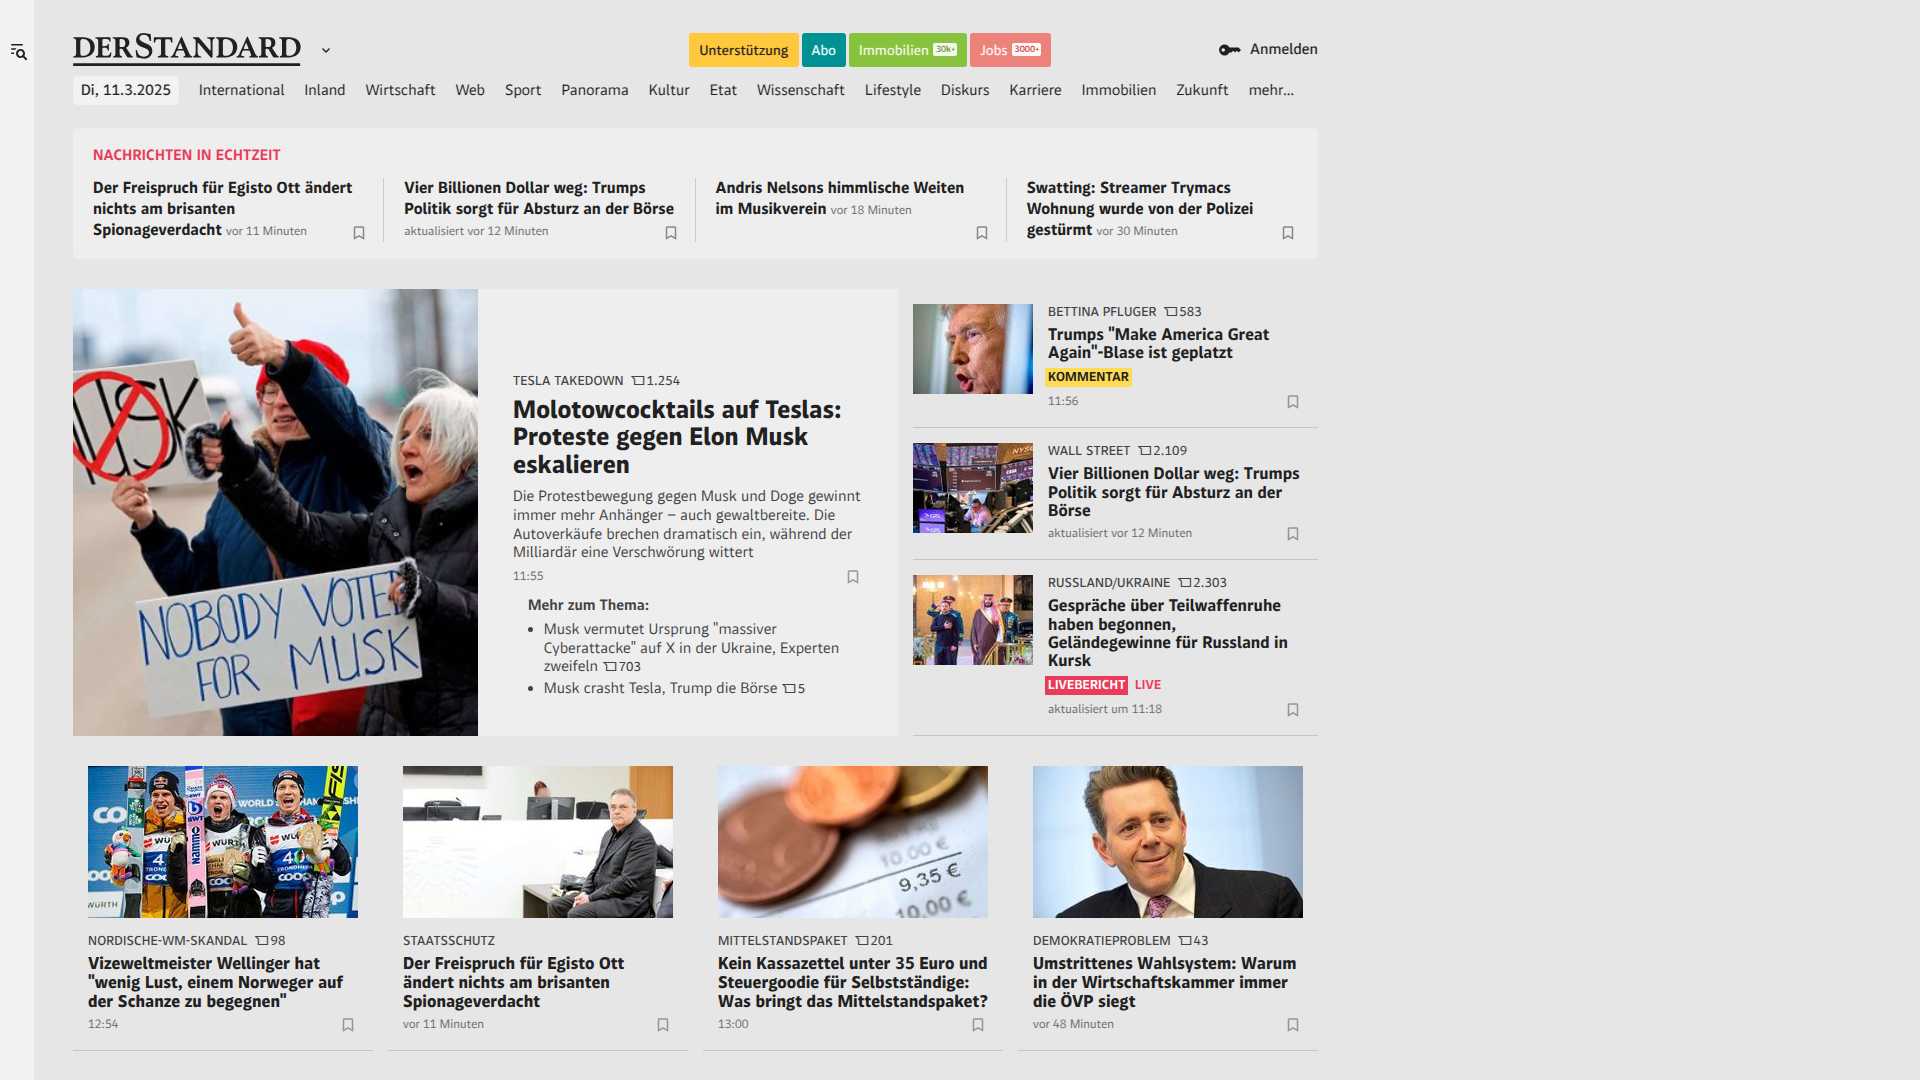 DERSTANDARD
Unterstützung
Abo
Immobilien 30k+
Jobs 3000+
Anmelden
Di, 11.3.2025
International
Inland
Wirtschaft
Web
Sport
Panorama
Kultur
Etat
Wissenschaft
Lifestyle
Diskurs
Karriere
Immobilien
Zukunft
mehr...
NACHRICHTEN IN ECHTZEIT
Der Freispruch für Egisto Ott ändert
nichts am brisanten
Spionageverdacht vor 11 Minuten
Vier Billionen Dollar weg: Trumps
Politik sorgt für Absturz an der Börse
aktualisiert vor 12 Minuten
Andris Nelsons himmlische Weiten
im Musikverein vor 18 Minuten
Swatting: Streamer Trymacs
Wohnung wurde von der Polizei
gestürmt vor 30 Minuten
MUSK
NOBODY VOTED
FOR MUSK
TESLA TAKEDOWN 1.254
Molotowcocktails auf Teslas:
Proteste gegen Elon Musk
eskalieren
Die Protestbewegung gegen Musk und Doge gewinnt
immer mehr Anhänger – auch gewaltbereite. Die
Autoverkäufe brechen dramatisch ein, während der
Milliardär eine Verschwörung wittert
11:55
Mehr zum Thema:
• Musk vermutet Ursprung "massiver
Cyberattacke" auf X in der Ukraine, Experten
zweifeln 703
• Musk crasht Tesla, Trump die Börse 5
BETTINA PFLUGER 583
Trumps "Make America Great
Again"-Blase ist geplatzt
KOMMENTAR
11:56
WALL STREET 2.109
Vier Billionen Dollar weg: Trumps
Politik sorgt für Absturz an der
Börse
aktualisiert vor 12 Minuten
RUSSLAND/UKRAINE 2.303
Gespräche über Teilwaffenruhe
haben begonnen,
Geländegewinne für Russland in
Kursk
LIVEBERICHT LIVE
aktualisiert um 11:18
NORDISCHE-WM-SKANDAL 98
Vizeweltmeister Wellinger hat
"wenig Lust, einem Norweger auf
der Schanze zu begegnen"
12:54
STAATSSCHUTZ
Der Freispruch für Egisto Ott
ändert nichts am brisanten
Spionageverdacht
vor 11 Minuten
10.00 €
9,35 €
10.00 €
MITTELSTANDSPAKET 201
Kein Kassazettel unter 35 Euro und
Steuergoodie für Selbstständige:
Was bringt das Mittelstandspaket?
13:00
DEMOKRATIEPROBLEM 43
Umstrittenes Wahlsystem: Warum
in der Wirtschaftskammer immer
die ÖVP siegt
vor 48 Minuten